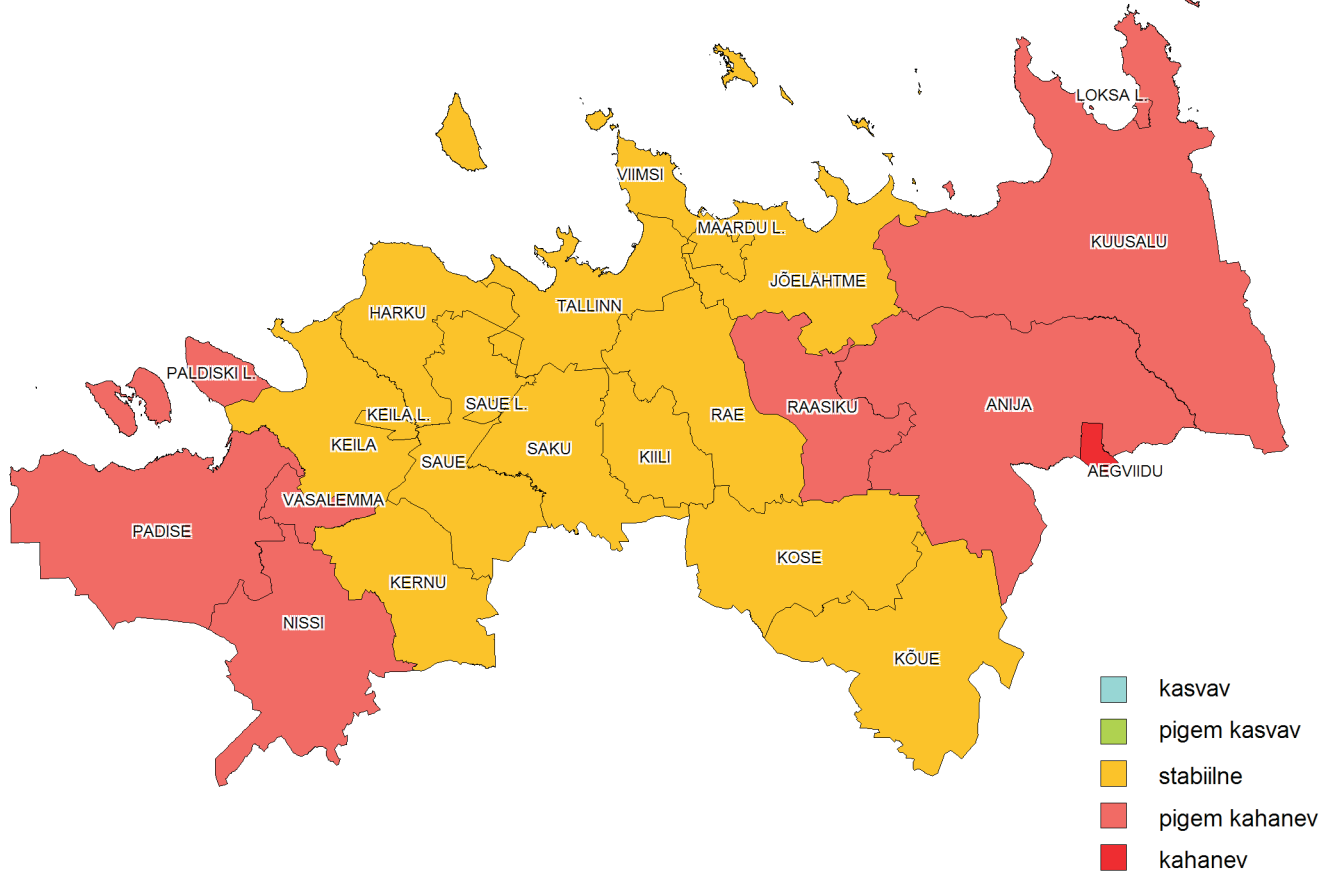 LOKSA L.
VIIMSI
MAARDU L.
KUUSALU
JÕELÄHTME
TALLINN
HARKU
PALDISKI L.
SAUE L.
ANIJA
RAASIKU
KEILA L.
RAE
KEILA
SAKU
KIILI
SAUE
AEGVIIDU
VASALEMMA
PADISE
KOSE
KERNU
NISSI
KÕUE
kasvav
pigem kasvav
stabiilne
pigem kahanev
kahanev